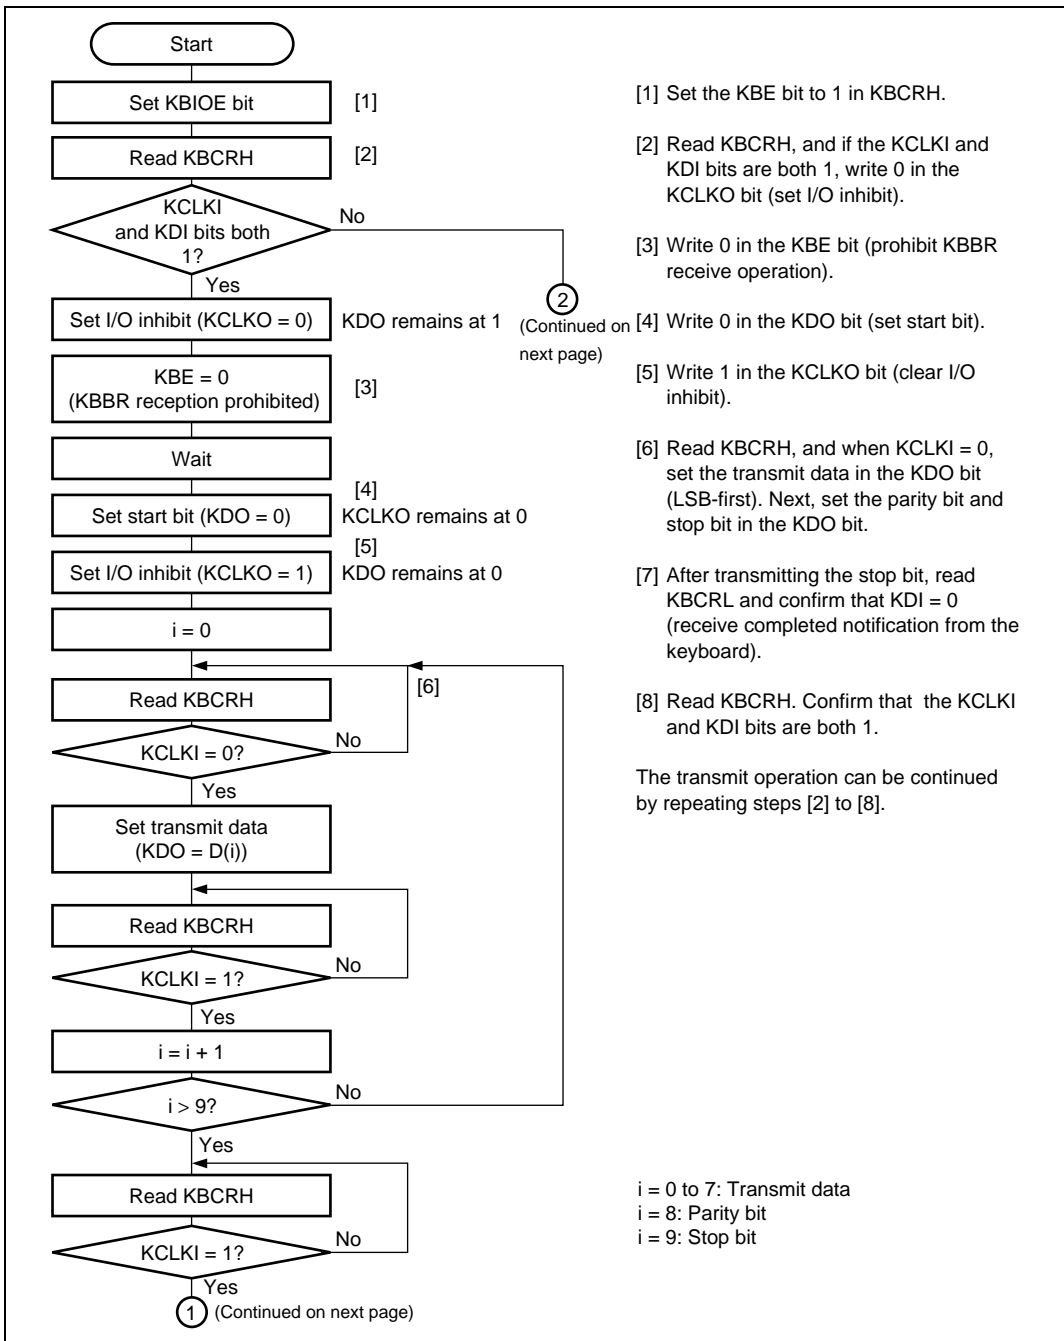 Start
Set KBIOE bit
[1]
Read KBCRH
[2]
KCLKI
and KDI bits both
1?
No
Yes
2
(Continued on
next page)
Set I/O inhibit (KCLKO = 0)
KDO remains at 1
KBE = 0
(KBBR reception prohibited)
[3]
Wait
[4]
Set start bit (KDO = 0)
KCLKO remains at 0
[5]
Set I/O inhibit (KCLKO = 1)
KDO remains at 0
i = 0
[6]
Read KBCRH
KCLKI = 0?
No
Yes
Set transmit data
(KDO = D(i))
Read KBCRH
KCLKI = 1?
No
Yes
i = i + 1
i > 9?
No
Yes
Read KBCRH
KCLKI = 1?
No
Yes
1 (Continued on next page)
[1] Set the KBE bit to 1 in KBCRH.
[2] Read KBCRH, and if the KCLKI and
KDI bits are both 1, write 0 in the
KCLKO bit (set I/O inhibit).
[3] Write 0 in the KBE bit (prohibit KBBR
receive operation).
[4] Write 0 in the KDO bit (set start bit).
[5] Write 1 in the KCLKO bit (clear I/O
inhibit).
[6] Read KBCRH, and when KCLKI = 0,
set the transmit data in the KDO bit
(LSB-first). Next, set the parity bit and
stop bit in the KDO bit.
[7] After transmitting the stop bit, read
KBCRL and confirm that KDI = 0
(receive completed notification from the
keyboard).
[8] Read KBCRH. Confirm that the KCLKI
and KDI bits are both 1.
The transmit operation can be continued
by repeating steps [2] to [8].
i = 0 to 7: Transmit data
i = 8: Parity bit
i = 9: Stop bit